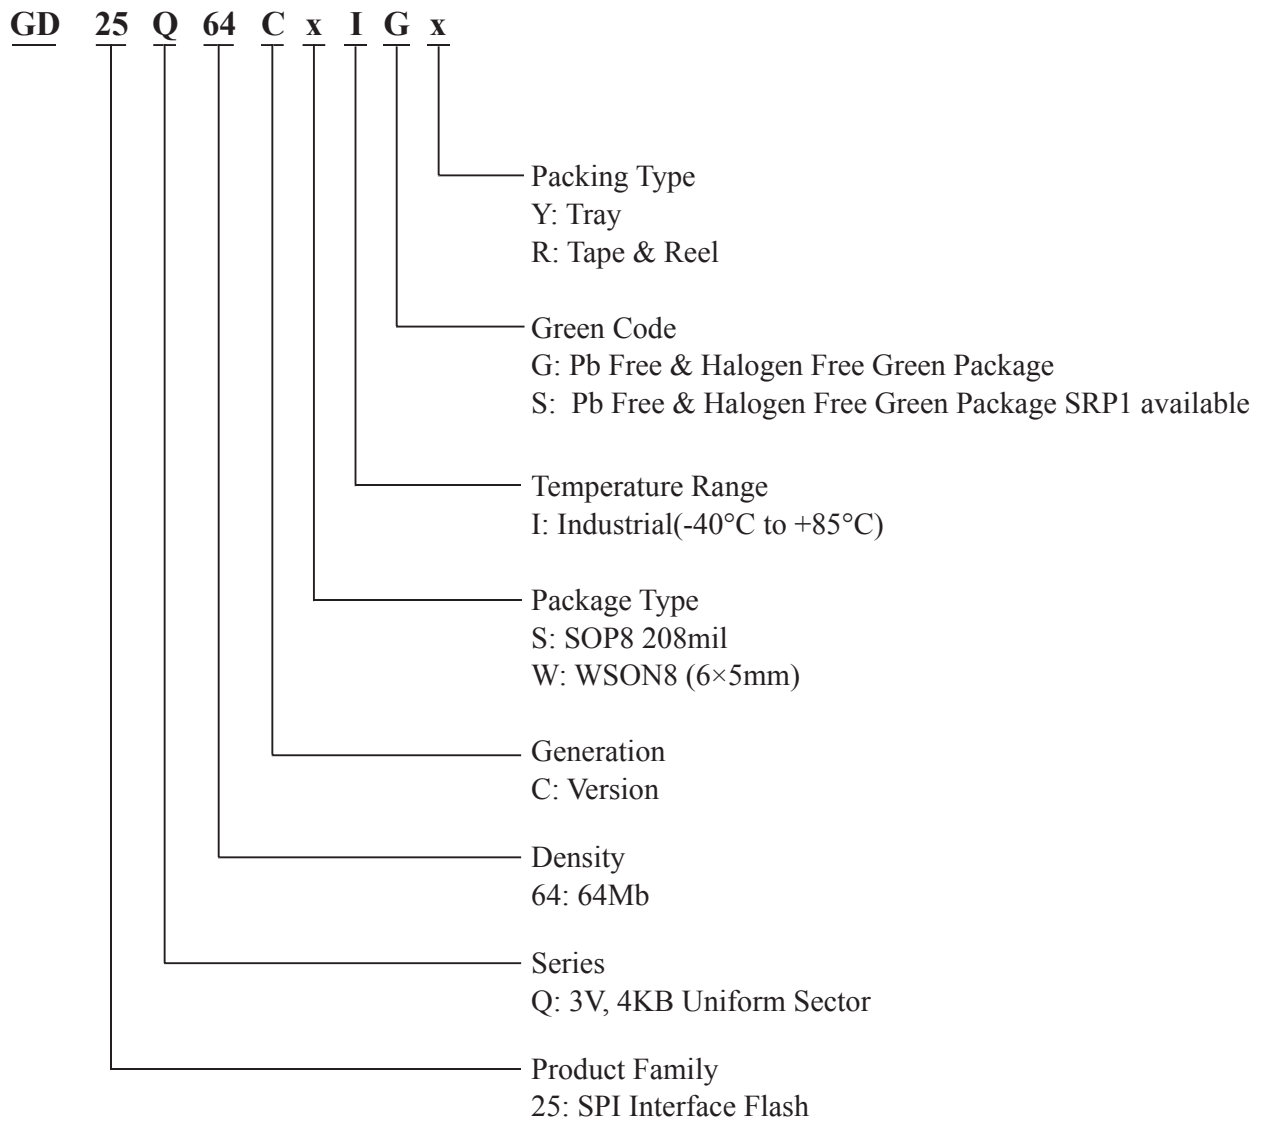 GD 25 Q 64 C x I G x
Packing Type
Y: Tray
R: Tape & Reel
Green Code
G: Pb Free & Halogen Free Green Package
S: Pb Free & Halogen Free Green Package SRP1 available
Temperature Range
I: Industrial(-40°C to +85°C)
Package Type
S: SOP8 208mil
W: WSON8 (6×5mm)
Generation
C: Version
Density
64: 64Mb
Series
Q: 3V, 4KB Uniform Sector
Product Family
25: SPI Interface Flash